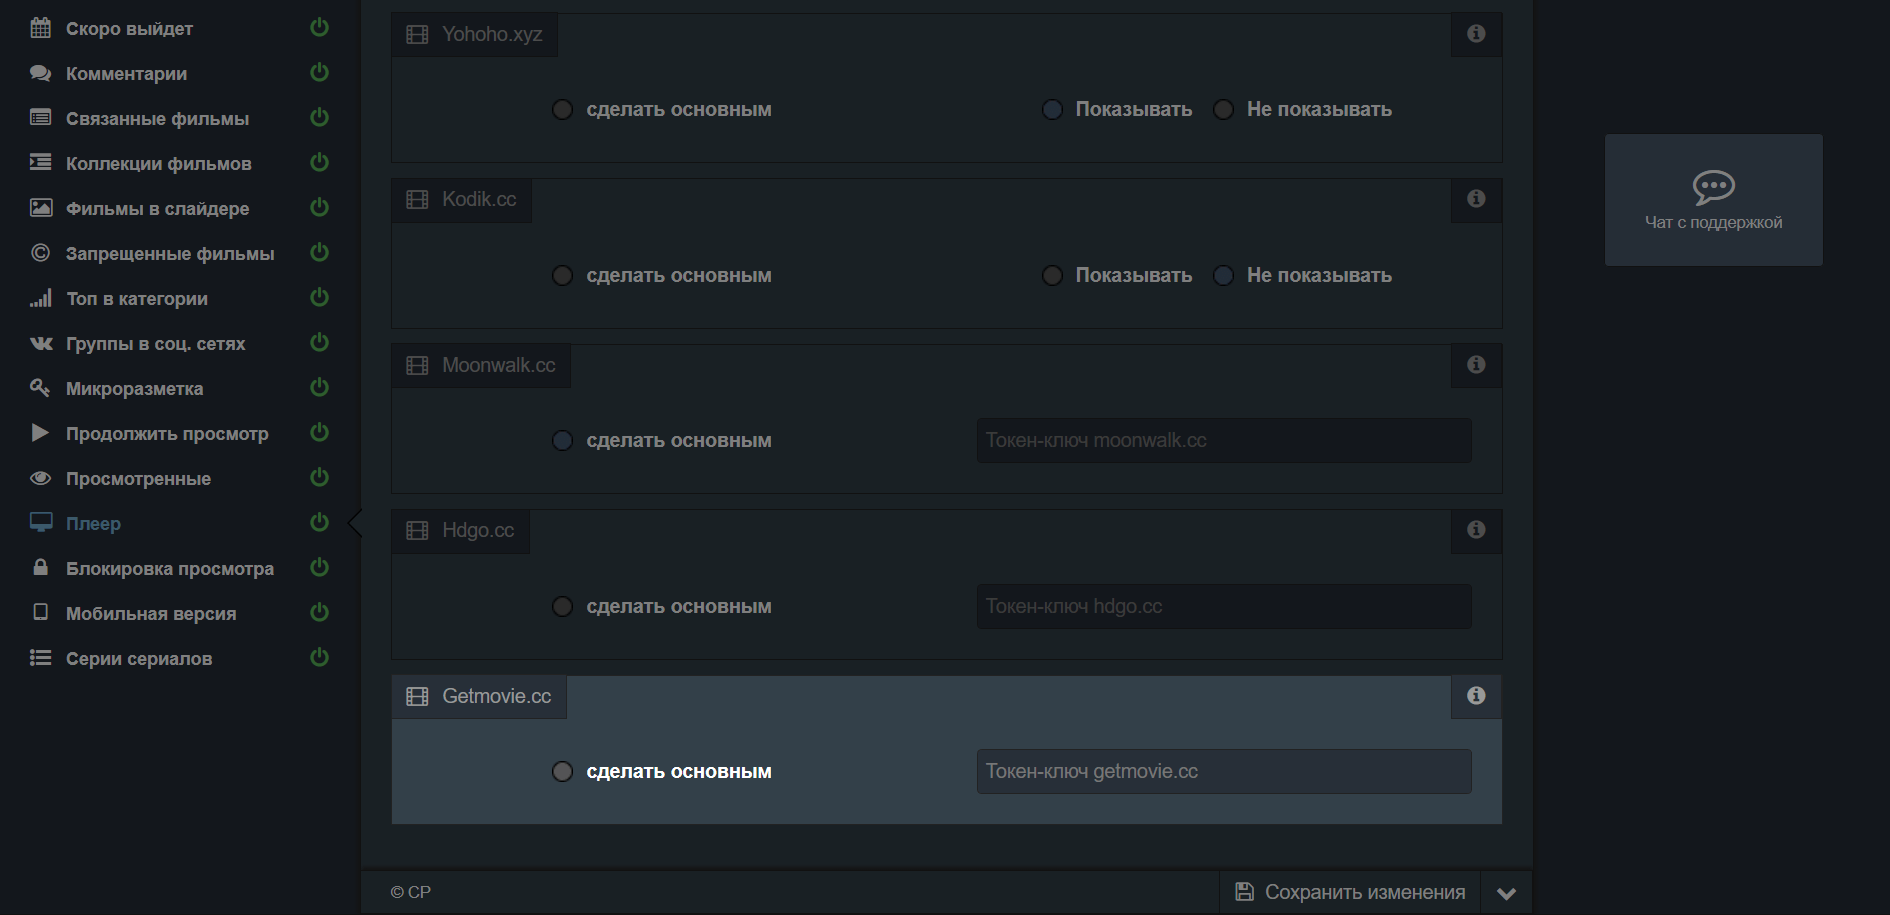 Скоро выйдет
Комментарии
Связанные фильмы
Коллекции фильмов
Фильмы в слайдере
Запрещенные фильмы
Топ в категории
Группы в соц. сетях
Микроразметка
Продолжить просмотр
Просмотренные
Плеер
Блокировка просмотра
Мобильная версия
Серии сериалов
Yohoho.xyz
сделать основным Показывать Не показывать
Kodik.cc
сделать основным Показывать Не показывать
Moonwalk.cc
сделать основным Токен-ключ moonwalk.cc
Hdgo.cc
сделать основным Токен-ключ hdgo.cc
Getmovie.cc
сделать основным Токен-ключ getmovie.cc
© CP Сохранить изменения
Чат с поддержкой